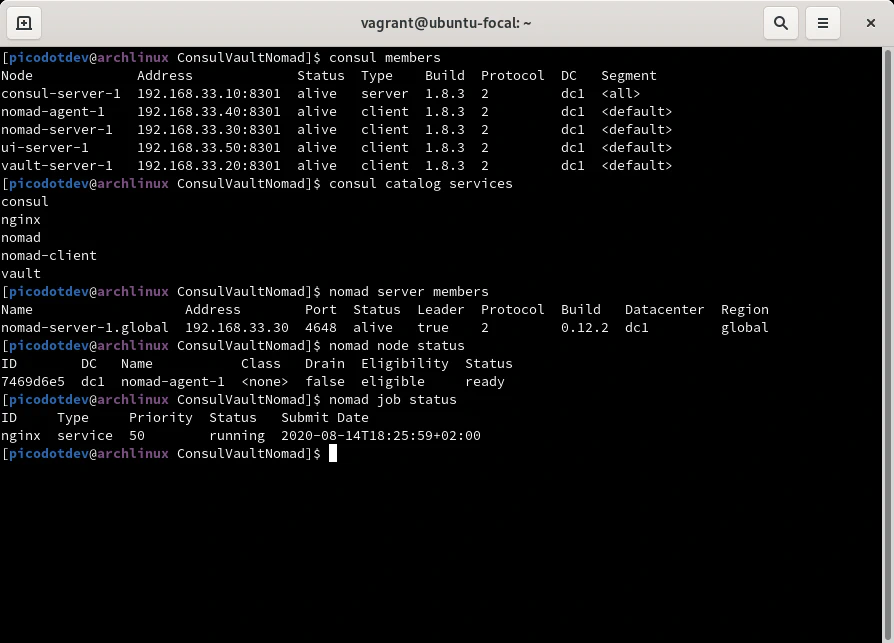 vagrant@ubuntu-focal: ~
[picodotdev@archlinux ConsulVaultNomad]$ consul members
Node             Address             Status  Type    Build  Protocol  DC   Segment
consul-server-1  192.168.33.10:8301  alive   server  1.8.3  2         dc1  <all>
nomad-agent-1    192.168.33.40:8301  alive   client  1.8.3  2         dc1  <default>
nomad-server-1   192.168.33.30:8301  alive   client  1.8.3  2         dc1  <default>
ui-server-1      192.168.33.50:8301  alive   client  1.8.3  2         dc1  <default>
vault-server-1   192.168.33.20:8301  alive   client  1.8.3  2         dc1  <default>
[picodotdev@archlinux ConsulVaultNomad]$ consul catalog services
consul
nginx
nomad
nomad-client
vault
[picodotdev@archlinux ConsulVaultNomad]$ nomad server members
Name                   Address        Port  Status  Leader  Protocol  Build   Datacenter  Region
nomad-server-1.global  192.168.33.30  4648  alive   true    2         0.12.2  dc1         global
[picodotdev@archlinux ConsulVaultNomad]$ nomad node status
ID        DC   Name           Class   Drain  Eligibility  Status
7469d6e5  dc1  nomad-agent-1  <none>  false  eligible     ready
[picodotdev@archlinux ConsulVaultNomad]$ nomad job status
ID     Type     Priority  Status   Submit Date
nginx  service  50        running  2020-08-14T18:25:59+02:00
[picodotdev@archlinux ConsulVaultNomad]$